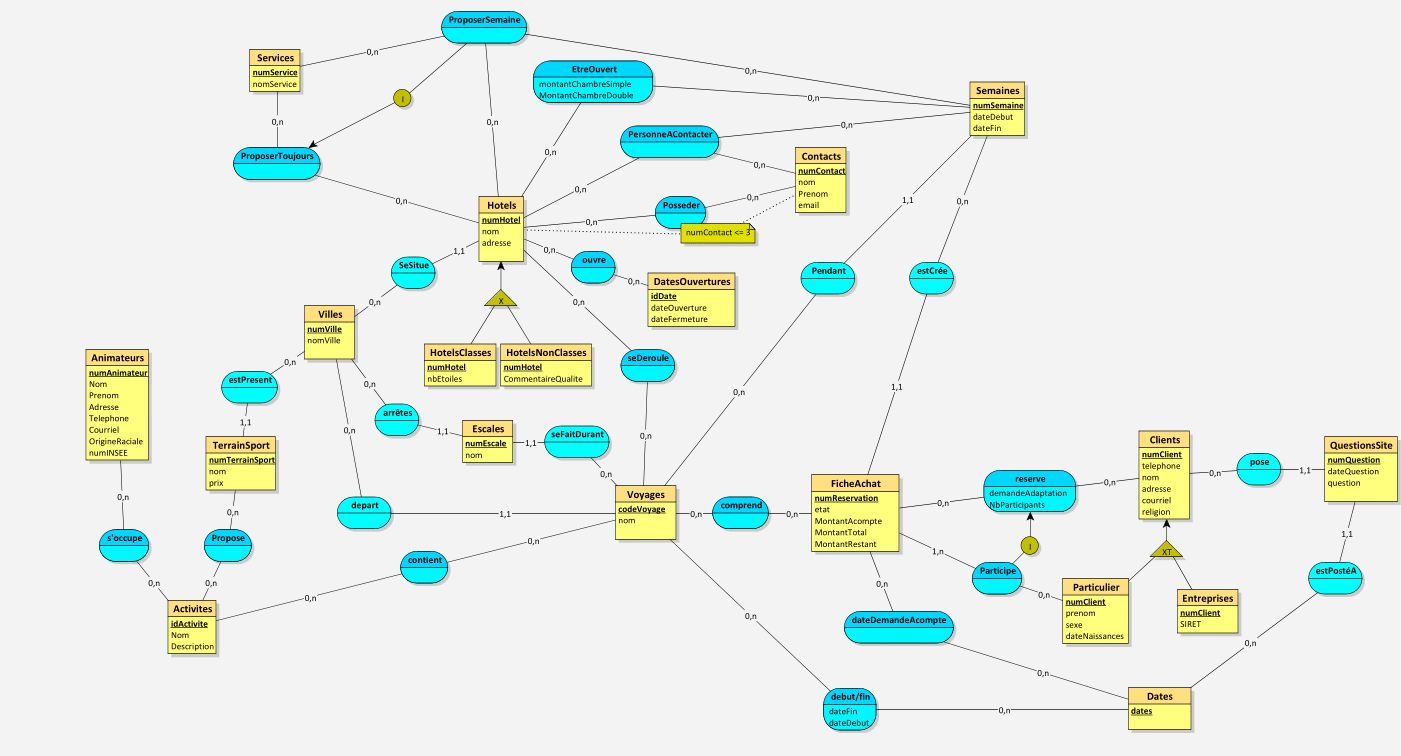 ProposerSemaine
Services
numService
nomService
0,n
0,n
0,n
0,n
I
ProposerToujours
0,n
EtreOuvert
montantChambreSimple
MontantChambreDouble
0,n
0,n
Semaines
numSemaine
dateDebut
dateFin
PersonneAContacter
0,n
0,n
0,n
Contacts
numContact
nom
Prenom
email
Posseder
0,n
0,n
numContact <= 3
Hotels
numHotel
nom
adresse
1,1
SeSitue
0,n
0,n
ouvre
0,n
DatesOuvertures
idDate
dateOuverture
dateFermeture
1,1
0,n
Pendant
estCrée
0,n
1,1
X
0,n
HotelsClasses
numHotel
nbEtoiles
HotelsNonClasses
numHotel
CommentaireQualite
seDeroule
0,n
Villes
numVille
nomVille
0,n
estPresent
1,1
0,n
arrêtes
1,1
0,n
Animateurs
numAnimateur
Nom
Prenom
Adresse
Telephone
Courriel
OrigineRaciale
numINSEE
0,n
TerrainSport
numTerrainSport
nom
prix
0,n
Escales
numEscale
nom
1,1
seFaitDurant
0,n
depart
1,1
Voyages
codeVoyage
nom
0,n
comprend
0,n
FicheAchat
numReservation
etat
MontantAcompte
MontantTotal
MontantRestant
0,n
reserve
demandeAdaptation
NbParticipants
0,n
Clients
numClient
telephone
nom
adresse
courriel
religion
0,n
pose
1,1
QuestionsSite
numQuestion
dateQuestion
question
1,1
s'occupe
0,n
Propose
0,n
contient
0,n
0,n
Activites
idActivite
Nom
Description
1,n
I
Participe
0,n
XT
Particulier
numClient
prenom
sexe
dateNaissances
Entreprises
numClient
SIRET
estPostéA
0,n
0,n
dateDemandeAcompte
0,n
0,n
debut/fin
dateFin
dateDebut
0,n
Dates
dates